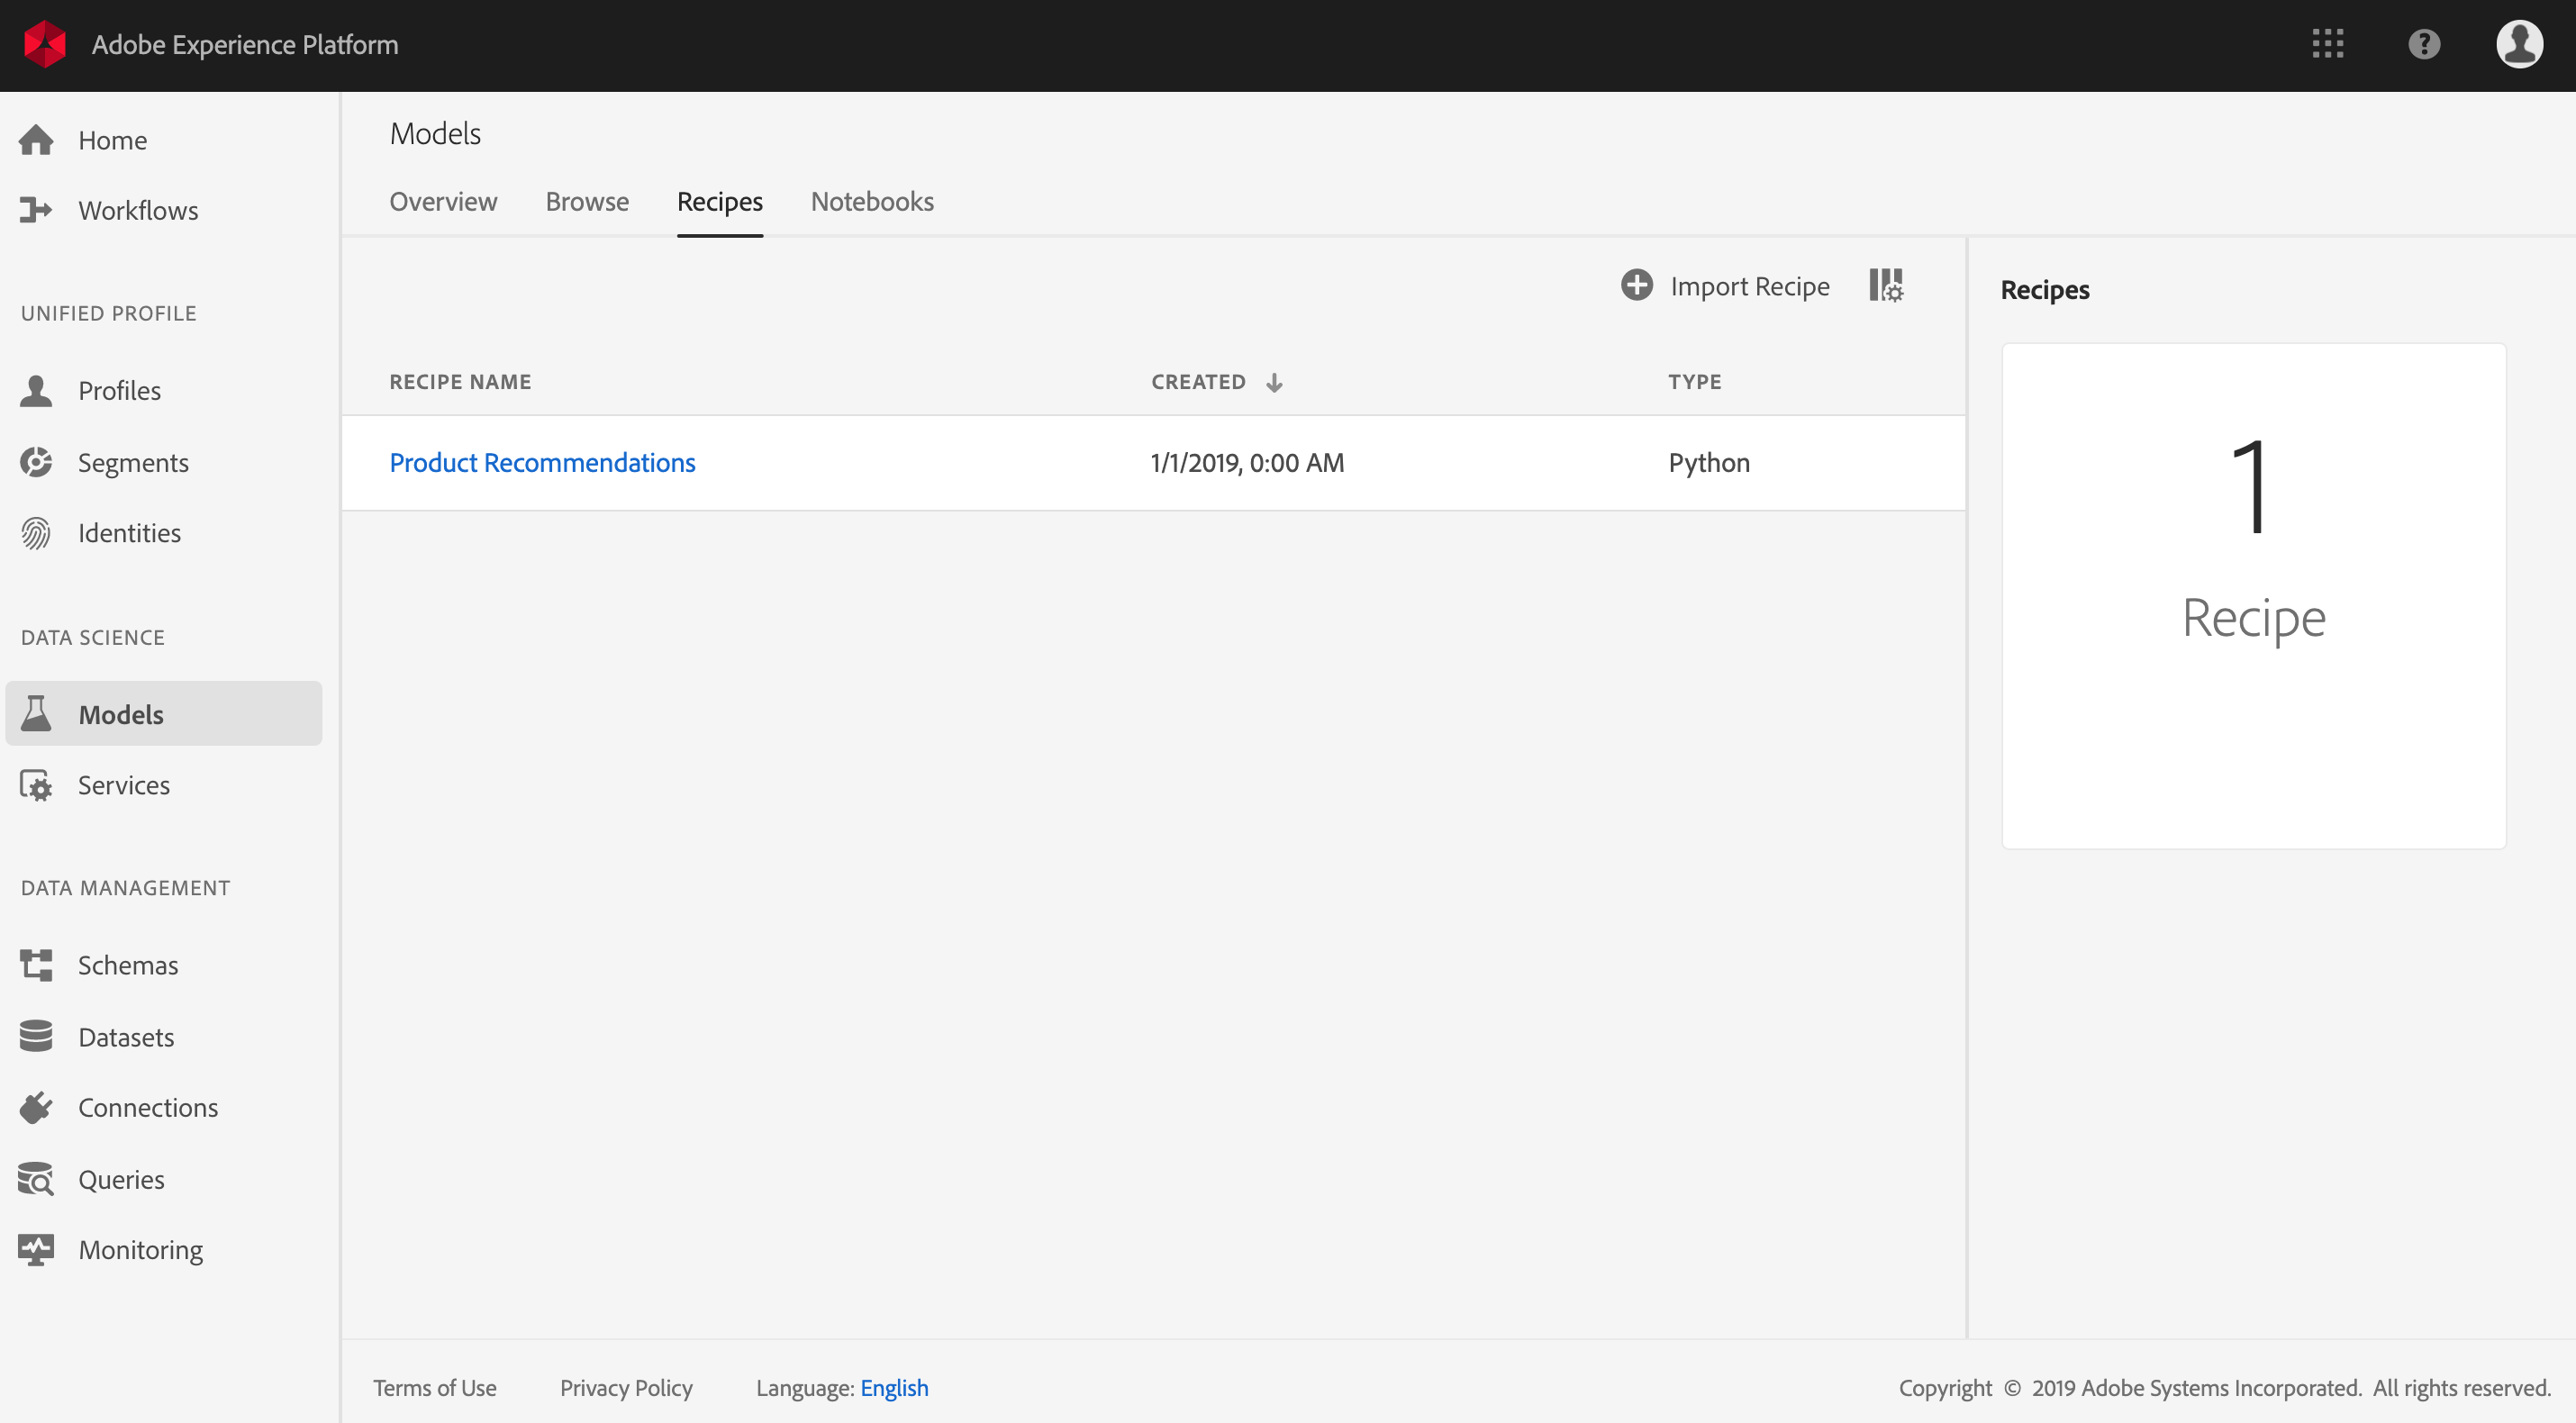 Adobe Experience Platform
Home
Workflows
UNIFIED PROFILE
Profiles
Segments
Identities
DATA SCIENCE
Models
Services
DATA MANAGEMENT
Schemas
Datasets
Connections
Queries
Monitoring
Models
Overview Browse Recipes Notebooks
Import Recipe
RECIPE NAME CREATED TYPE
Product Recommendations 1/1/2019, 0:00 AM Python
Recipes
1
Recipe
Terms of Use Privacy Policy Language: English Copyright © 2019 Adobe Systems Incorporated. All rights reserved.